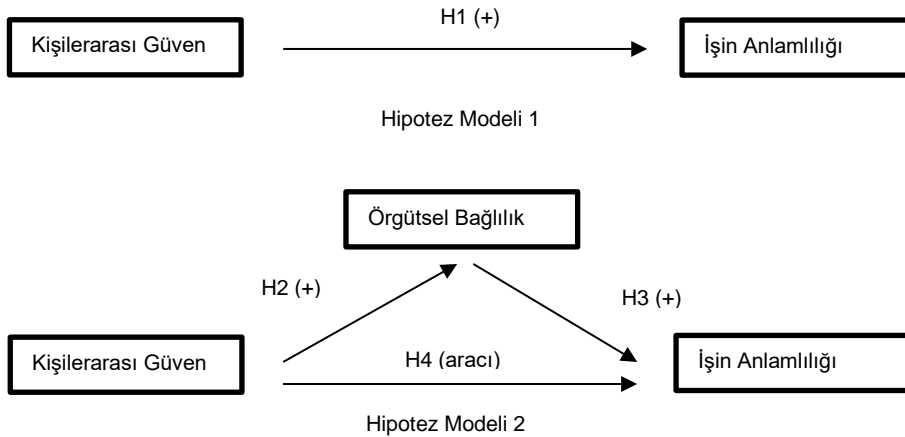 H1 (+)
Kişilerarası Güven
İşin Anlamlılığı
Hipotez Modeli 1
Örgütsel Bağlılık
H2 (+)
H3 (+)
Kişilerarası Güven
H4 (aracı)
İşin Anlamlılığı
Hipotez Modeli 2